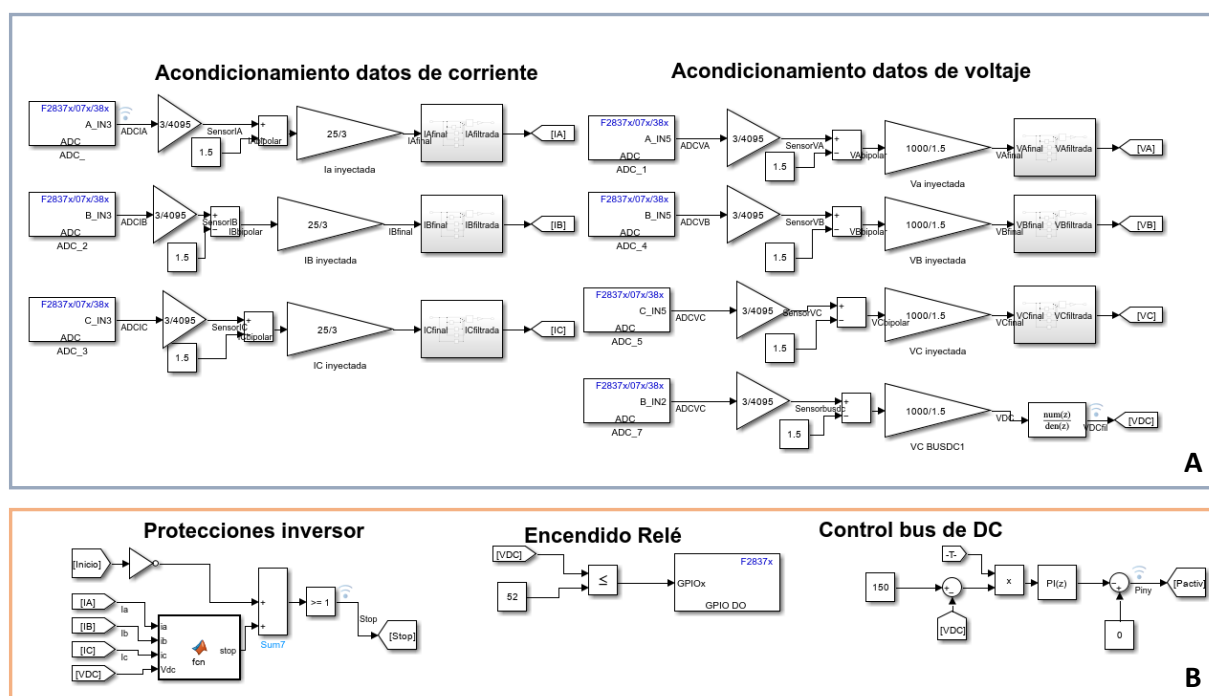 Acondicionamiento datos de corriente
F2837x/07x/38x
A_IN3
ADC
ADC_
ADCIA
3/4095
SensorIA
1.5
+
−
IAbipolar
25/3
Ia inyectada
IAfinal
IAfinal
IAfiltrada
[IA]
F2837x/07x/38x
B_IN3
ADC
ADC_2
ADCIB
3/4095
SensorIB
1.5
+
−
IBbipolar
25/3
IB inyectada
IBfinal
IBfinal
IBfiltrada
[IB]
F2837x/07x/38x
C_IN3
ADC
ADC_3
ADCIC
3/4095
SensorIC
1.5
+
−
ICbipolar
25/3
IC inyectada
ICfinal
ICfinal
ICfiltrada
[IC]
Acondicionamiento datos de voltaje
F2837x/07x/38x
A_IN5
ADC
ADC_1
ADCVA
3/4095
SensorVA
1.5
+
−
VAbipolar
1000/1.5
Va inyectada
VAfinal
VAfinal
VAfiltrada
[VA]
F2837x/07x/38x
B_IN5
ADC
ADC_4
ADCVB
3/4095
SensorVB
1.5
+
−
VBbipolar
1000/1.5
VB inyectada
VBfinal
VBfinal
VBfiltrada
[VB]
F2837x/07x/38x
C_IN5
ADC
ADC_5
ADCVC
3/4095
SensorVC
1.5
+
−
VCbipolar
1000/1.5
VC inyectada
VCfinal
VCfinal
VCfiltrada
[VC]
F2837x/07x/38x
B_IN2
ADC
ADC_7
ADCVC
3/4095
Sensorbusdc
1.5
+
−
1000/1.5
VC BUSDC1
VDC
num(z)
den(z)
VDCfil
[VDC]
A
Protecciones inversor
[Inicio]
[IA]
Ia
[IB]
Ib
[IC]
Ic
[VDC]
ia
ib
ic
Vdc
fcn
stop
+
+
Sum7
>= 1
Stop
[Stop]
Encendido Relé
[VDC]
52
≤
F2837x
GPIOx
GPIO DO
Control bus de DC
-T-
150
+
−
[VDC]
x
PI(z)
−
+
0
Piny
[Pactiv]
B